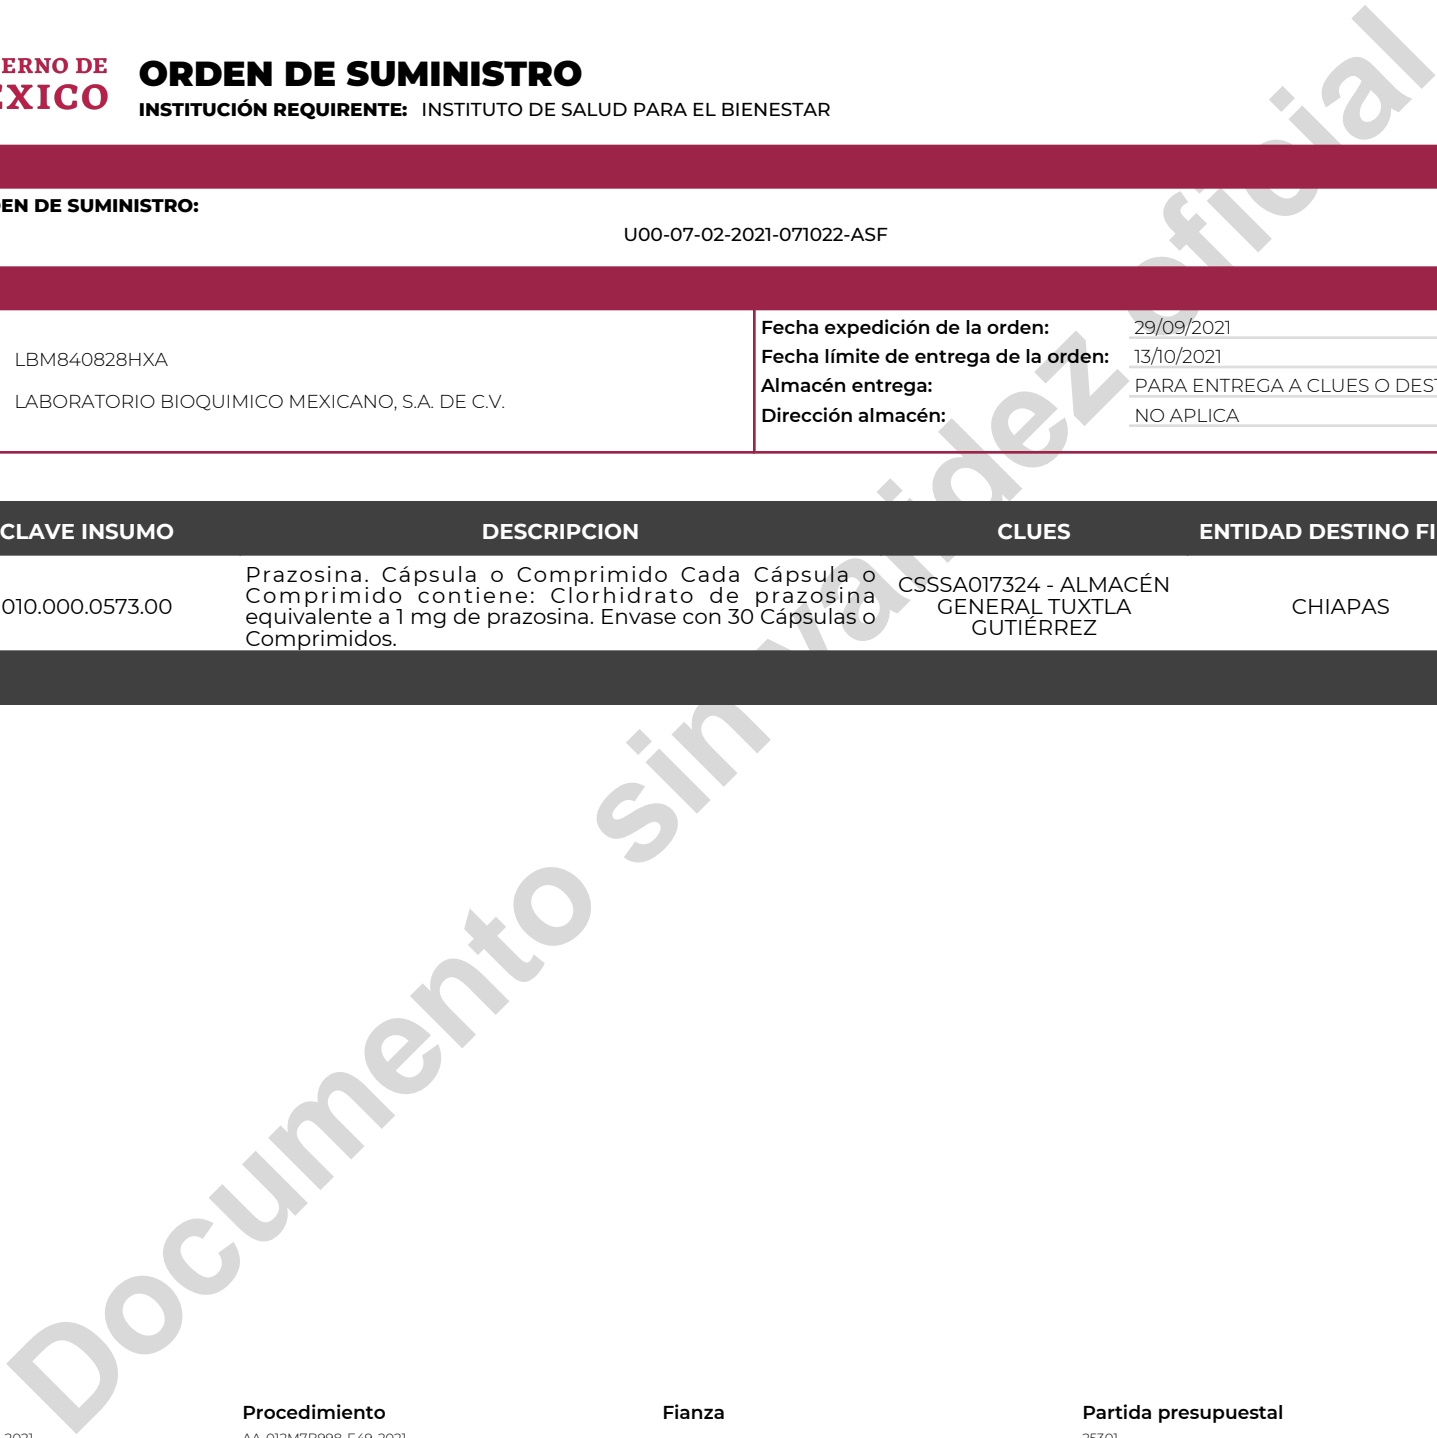 ERNO DE
EXICO
ORDEN DE SUMINISTRO
INSTITUCIÓN REQUIRENTE: INSTITUTO DE SALUD PARA EL BIENESTAR
EN DE SUMINISTRO:
U00-07-02-2021-071022-ASF
LBM840828HXA
LABORATORIO BIOQUIMICO MEXICANO, S.A. DE C.V.
Fecha expedición de la orden: 29/09/2021
Fecha límite de entrega de la orden: 13/10/2021
Almacén entrega: PARA ENTREGA A CLUES O DEST
Dirección almacén: NO APLICA
CLAVE INSUMO DESCRIPCION CLUES ENTIDAD DESTINO FI
010.000.0573.00
Prazosina. Cápsula o Comprimido Cada Cápsula o
Comprimido contiene: Clorhidrato de prazosina
equivalente a 1 mg de prazosina. Envase con 30 Cápsulas o
Comprimidos.
CSSSA017324 - ALMACÉN
GENERAL TUXTLA
GUTIÉRREZ
CHIAPAS
Documento sin validez oficial
Procedimiento Fianza Partida presupuestal